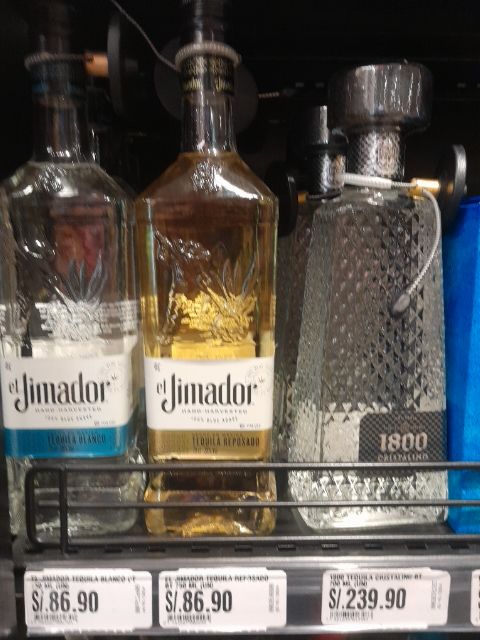 el Jimador
HAND-HARVESTED
100% BLUE AGAVE
TEQUILA BLANCO
el Jimador
HAND-HARVESTED
100% BLUE AGAVE
TEQUILA REPOSADO
1800
CRISTALINO
EL JIMADOR TEQUILA BLANCO
S/.86.90
EL JIMADOR TEQUILA REPOSADO
S/.86.90
1800 TEQUILA CRISTALINO
S/.239.90